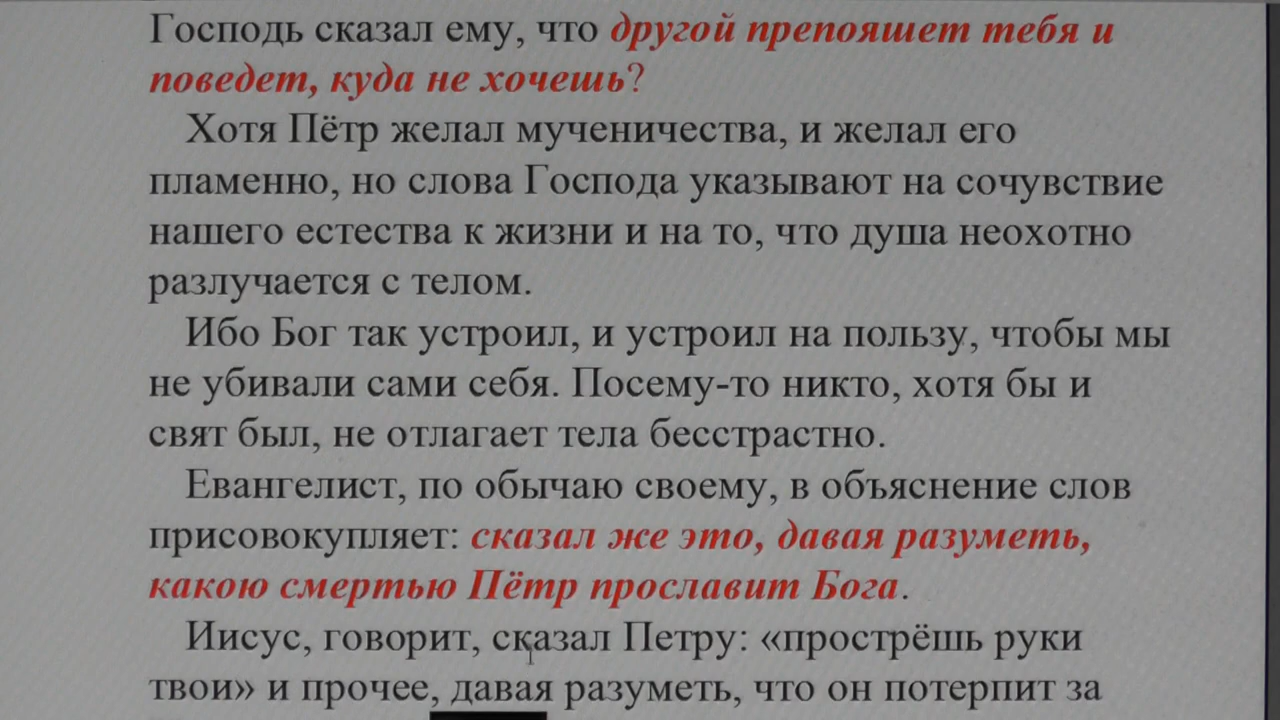 Господь сказал ему, что другой препояшет тебя и
поведет, куда не хочешь?
Хотя Пётр желал мученичества, и желал его
пламенно, но слова Господа указывают на сочувствие
нашего естества к жизни и на то, что душа неохотно
разлучается с телом.
Ибо Бог так устроил, и устроил на пользу, чтобы мы
не убивали сами себя. Посему-то никто, хотя бы и
свят был, не отлагает тела бесстрастно.
Евангелист, по обычаю своему, в объяснение слов
присовокупляет: сказал же это, давая разуметь,
какою смертью Пётр прославит Бога.
Иисус, говорит, сказал Петру: «прострёшь руки
твои» и прочее, давая разуметь, что он потерпит за